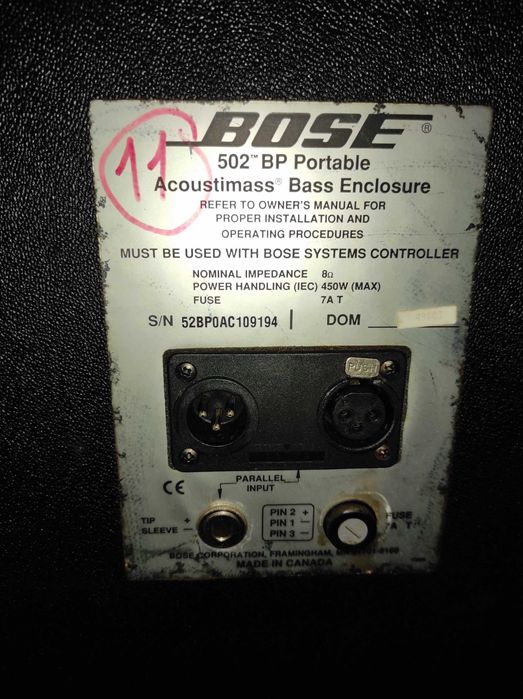 11
BOSE®
502™ BP Portable
Acoustimass® Bass Enclosure
REFER TO OWNER'S MANUAL FOR
PROPER INSTALLATION AND
OPERATING PROCEDURES
MUST BE USED WITH BOSE SYSTEMS CONTROLLER
NOMINAL IMPEDANCE 8Ω
POWER HANDLING (IEC) 450W (MAX)
FUSE 7A T
S/N 52BP0AC109194 | DOM
PUSH
CE
PARALLEL
INPUT
TIP +
SLEEVE −
PIN 2 +
PIN 1 −
PIN 3 −
FUSE
7A T
BOSE CORPORATION, FRAMINGHAM,
MADE IN CANADA